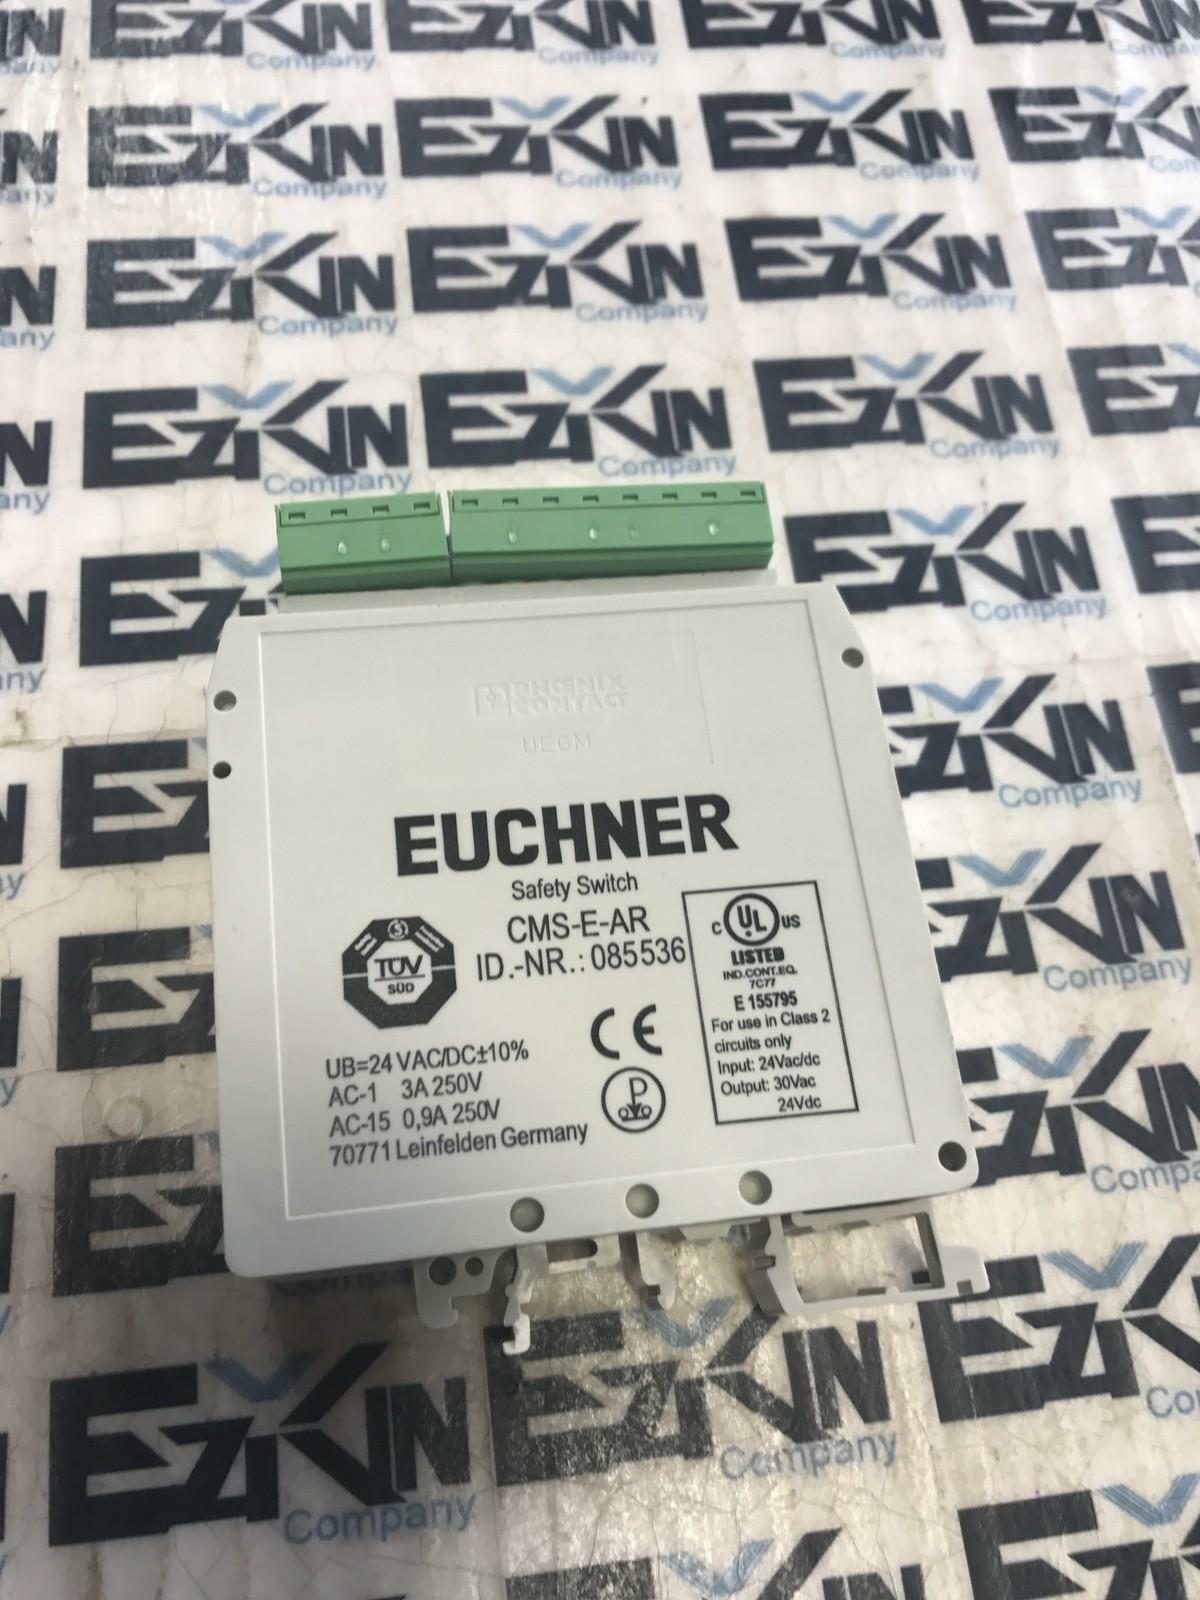 EZKIN
Company
PHOENIX
CONTACT
UEGM
EUCHNER
Safety Switch
CMS-E-AR
ID.-NR.: 085536
TÜV
SÜD
UB=24 VAC/DC±10%
AC-1 3A 250V
AC-15 0,9A 250V
70771 Leinfelden Germany
CE
P
C UL US
LISTED
IND.CONT.EQ.
7C77
E 155795
For use in Class 2
circuits only
Input: 24Vac/dc
Output: 30Vac
24Vdc